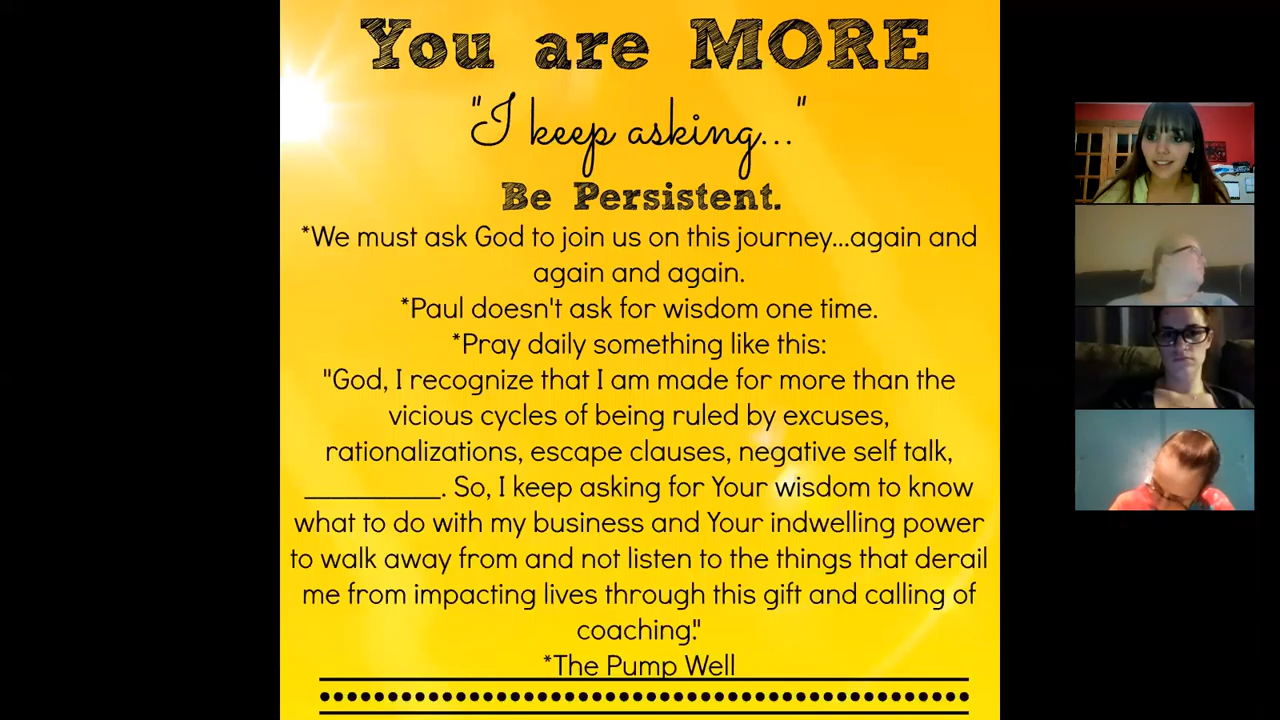 You are MORE
"I keep asking..."
Be Persistent.
*We must ask God to join us on this journey...again and
again and again.
*Paul doesn't ask for wisdom one time.
*Pray daily something like this:
"God, I recognize that I am made for more than the
vicious cycles of being ruled by excuses,
rationalizations, escape clauses, negative self talk,
__________. So, I keep asking for Your wisdom to know
what to do with my business and Your indwelling power
to walk away from and not listen to the things that derail
me from impacting lives through this gift and calling of
coaching."
*The Pump Well